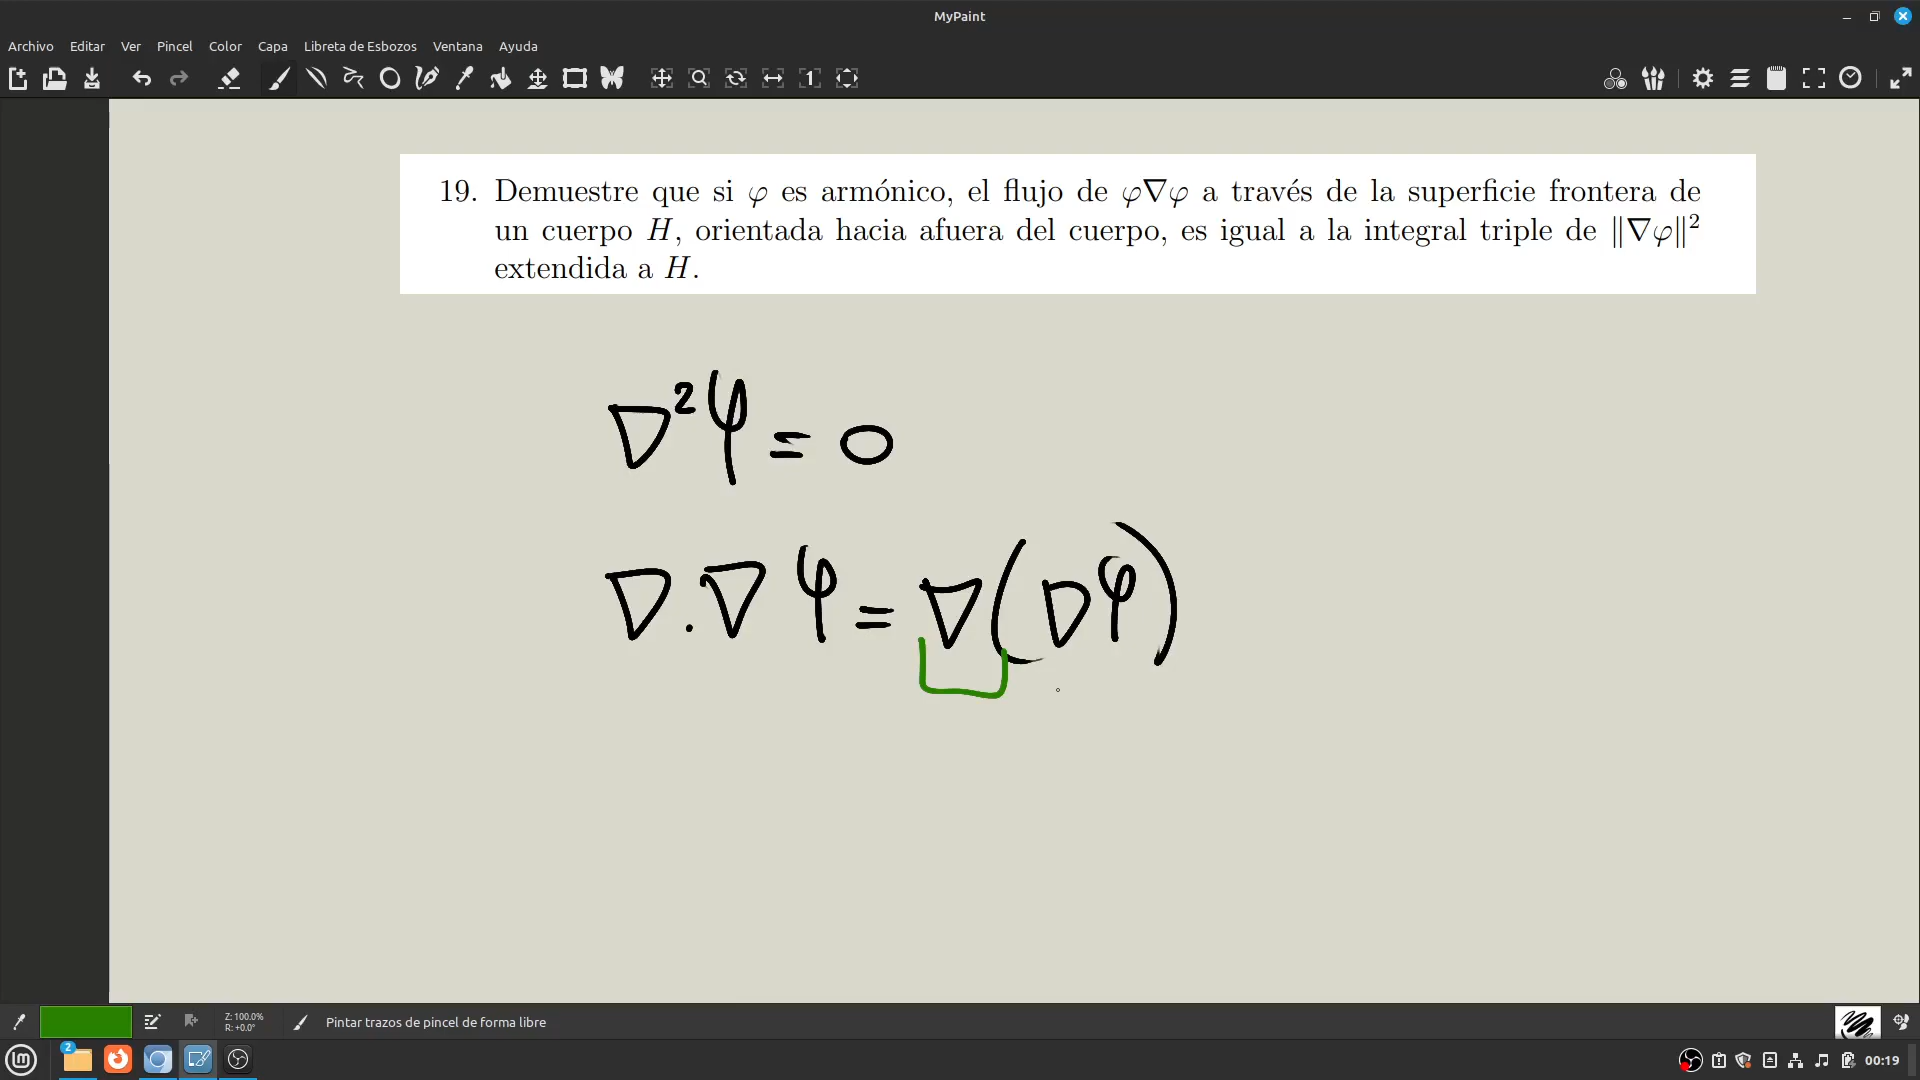 MyPaint
Archivo Editar Ver Pincel Color Capa Libreta de Esbozos Ventana Ayuda
19. Demuestre que si φ es armónico, el flujo de φ∇φ a través de la superficie frontera de
un cuerpo H, orientada hacia afuera del cuerpo, es igual a la integral triple de ‖∇φ‖²
extendida a H.
∇²φ = 0
∇.∇φ = ∇(∇φ)
Z: 100.0%
R: +0.0°
Pintar trazos de pincel de forma libre
2
00:19